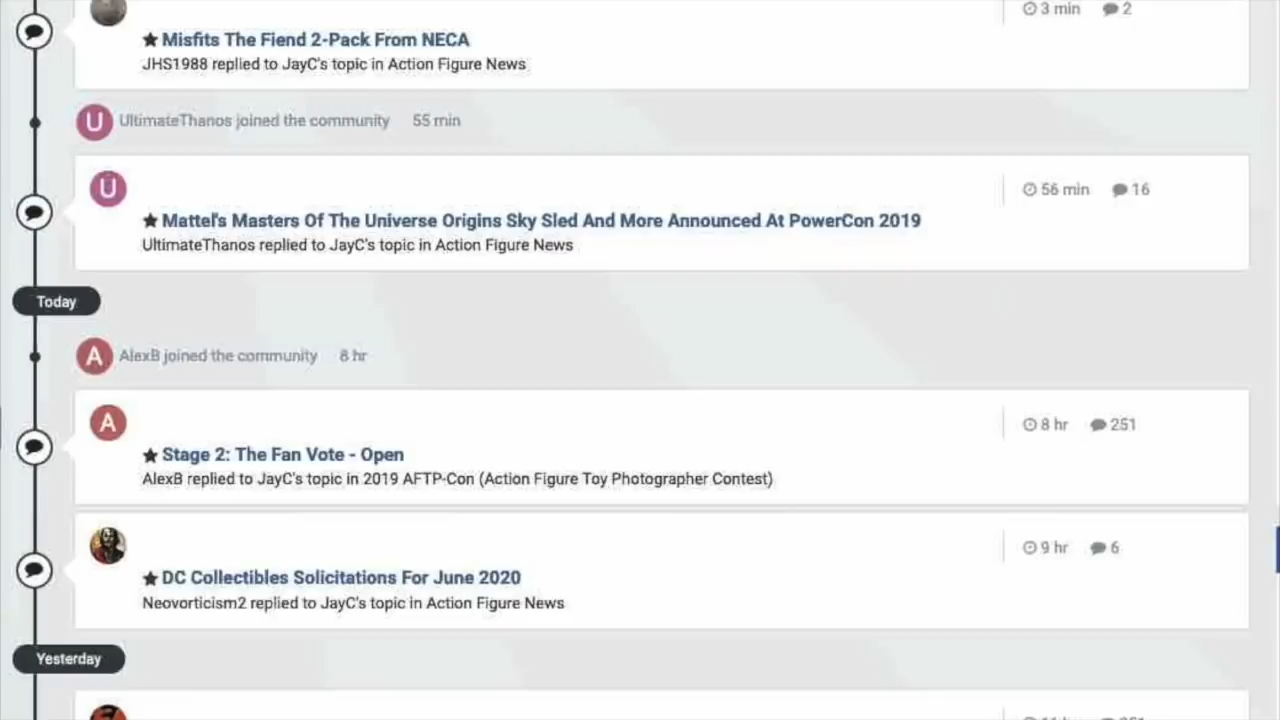 3 min 2
Misfits The Fiend 2-Pack From NECA
JHS1988 replied to JayC's topic in Action Figure News
U UltimateThanos joined the community 55 min
U
56 min 16
Mattel's Masters Of The Universe Origins Sky Sled And More Announced At PowerCon 2019
UltimateThanos replied to JayC's topic in Action Figure News
Today
A AlexB joined the community 8 hr
A
8 hr 251
Stage 2: The Fan Vote - Open
AlexB replied to JayC's topic in 2019 AFTP-Con (Action Figure Toy Photographer Contest)
9 hr 6
DC Collectibles Solicitations For June 2020
Neovorticism2 replied to JayC's topic in Action Figure News
Yesterday